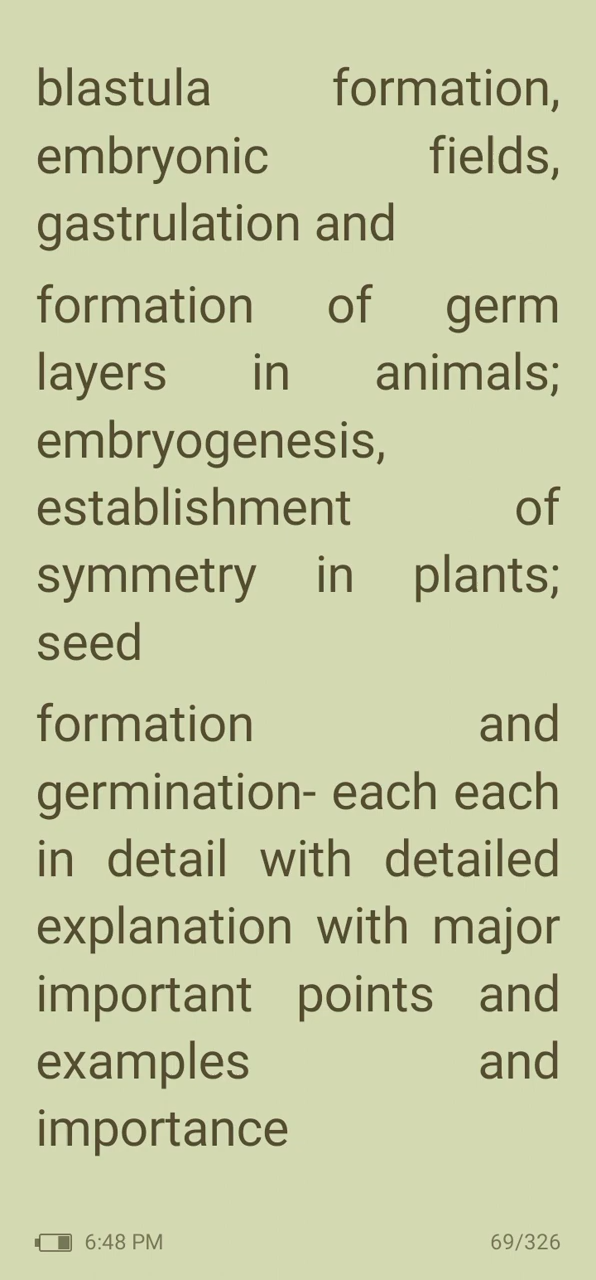 blastula formation,
embryonic fields,
gastrulation and
formation of germ
layers in animals;
embryogenesis,
establishment of
symmetry in plants;
seed
formation and
germination- each each
in detail with detailed
explanation with major
important points and
examples and
importance
6:48 PM 69/326